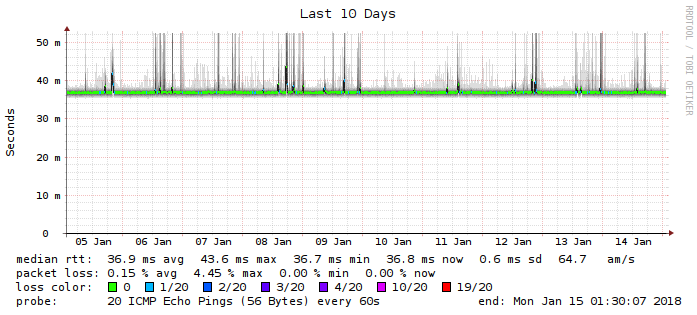 Last 10 Days
RRDTOOL / TOBI OETIKER
Seconds
50 m
40 m
30 m
20 m
10 m
0
05 Jan 06 Jan 07 Jan 08 Jan 09 Jan 10 Jan 11 Jan 12 Jan 13 Jan 14 Jan
median rtt: 36.9 ms avg 43.6 ms max 36.7 ms min 36.8 ms now 0.6 ms sd 64.7 am/s
packet loss: 0.15 % avg 4.45 % max 0.00 % min 0.00 % now
loss color: 0 1/20 2/20 3/20 4/20 10/20 19/20
probe: 20 ICMP Echo Pings (56 Bytes) every 60s end: Mon Jan 15 01:30:07 2018